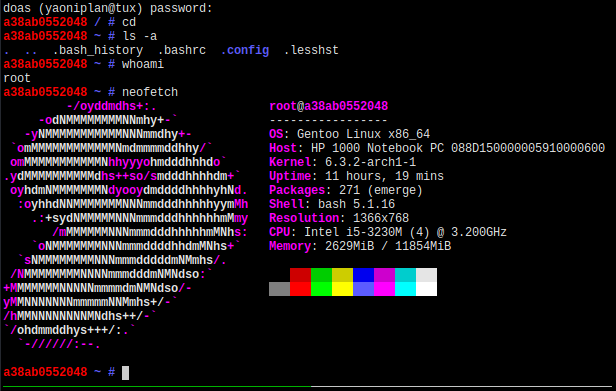 doas (yaoniplan@tux) password:
a38ab0552048 / # cd
a38ab0552048 ~ # ls -a
.  ..  .bash_history  .bashrc  .config  .lesshst
a38ab0552048 ~ # whoami
root
a38ab0552048 ~ # neofetch
         -/oyddmdhs+:.                root@a38ab0552048
     -odNMMMMMMMMNNmhy+-`             -----------------
   -yNMMMMMMMMMMMNNNmmdhy+-           OS: Gentoo Linux x86_64
 `omMMMMMMMMMMMMNmdmmmmddhhy/`        Host: HP 1000 Notebook PC 088D150000005910000600
 omMMMMMMMMMMMNhhyyyohmdddhhhdo`      Kernel: 6.3.2-arch1-1
.ydMMMMMMMMMMdhs++so/smdddhhhhdm+`    Uptime: 11 hours, 19 mins
 oyhdmNMMMMMMMNdyooydmddddhhhhyhNd.   Packages: 271 (emerge)
  :oyhhdNNMMMMMMMNNNmmdddhhhhhyymMh   Shell: bash 5.1.16
    .:+sydNMMMMMNNNmmmdddhhhhhhmMmy   Resolution: 1366x768
       /mMMMMMMNNNmmmdddhhhhhmMNhs:   CPU: Intel i5-3230M (4) @ 3.200GHz
    `oNMMMMMMMNNNmmmddddhhdmMNhs+`    Memory: 2629MiB / 11854MiB
  `sNMMMMMMMMNNNmmmdddddmNMmhs/.
 /NMMMMMMMMNNNNmmmdddmNMNdso:`
+MMMMMMMNNNNNmmmmdmNMNdso/-
yMMNNNNNNNmmmmmNNMmhs+/-`
/hMMNNNNNNNNMNdhs++/-`
`/ohdmmddhys+++/:.`
  `-//////:--.
a38ab0552048 ~ #